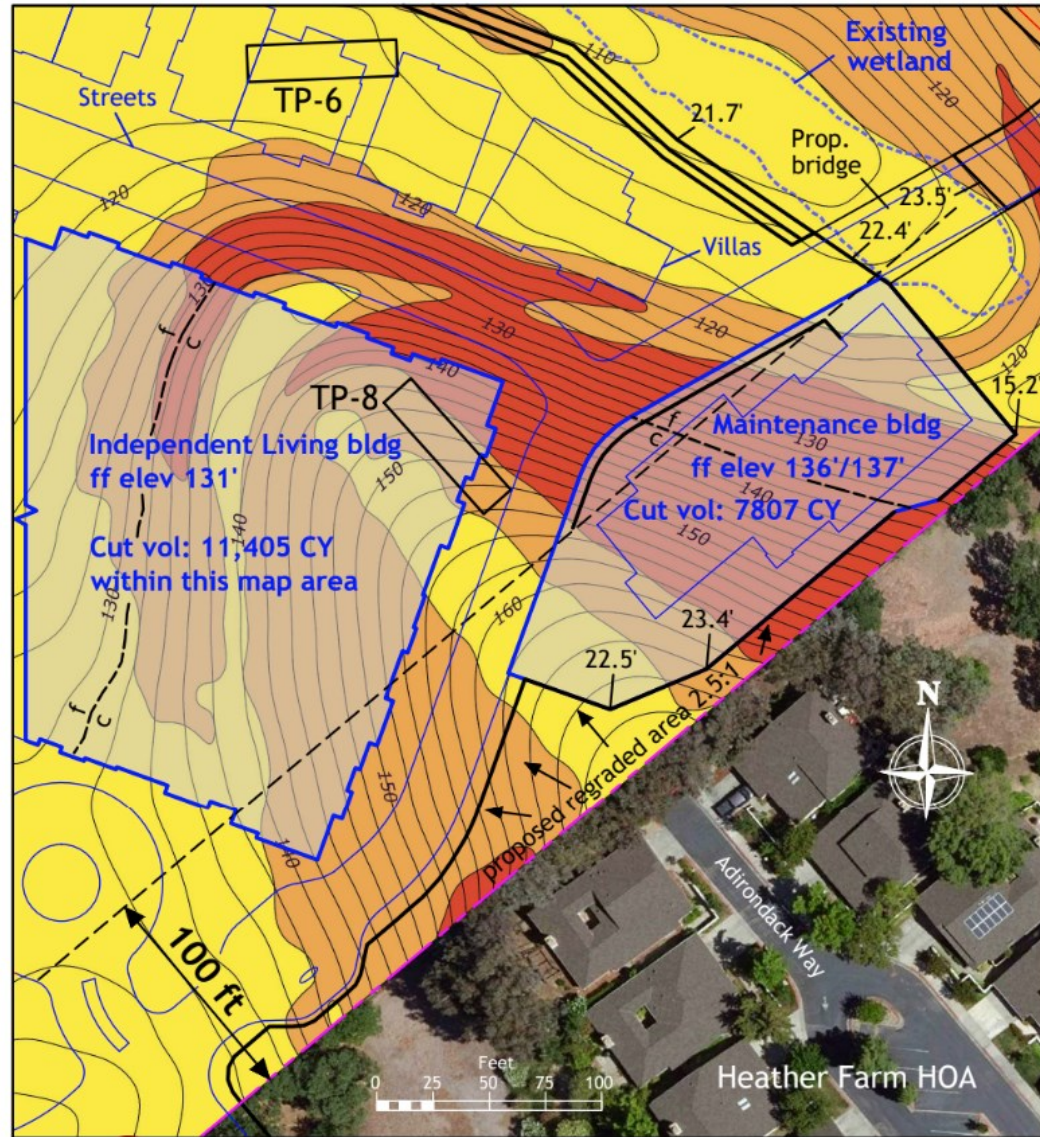 Existing
wetland
110
120
TP-6
Streets
21.7'
Prop.
bridge
23.5'
22.4'
120
120
Villas
130
130
120
120
140
TP-8
15.2'
f
c
f
c
Maintenance bldg
130
ff elev 136'/137'
140
Cut vol: 7807 CY
150
Independent Living bldg
ff elev 131'
150
140
Cut vol: 11,405 CY
within this map area
130
160
23.4'
22.5'
f
c
proposed regraded area 2.5:1
N
150
140
Adirondack Way
100 ft
Feet
0 25 50 75 100
Heather Farm HOA